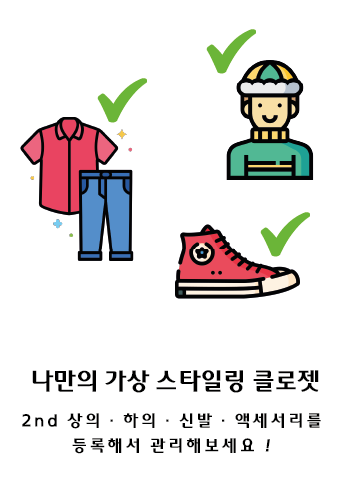 나만의 가상 스타일링 클로젯
2nd 상의 · 하의 · 신발 · 액세서리를
등록해서 관리해보세요 !